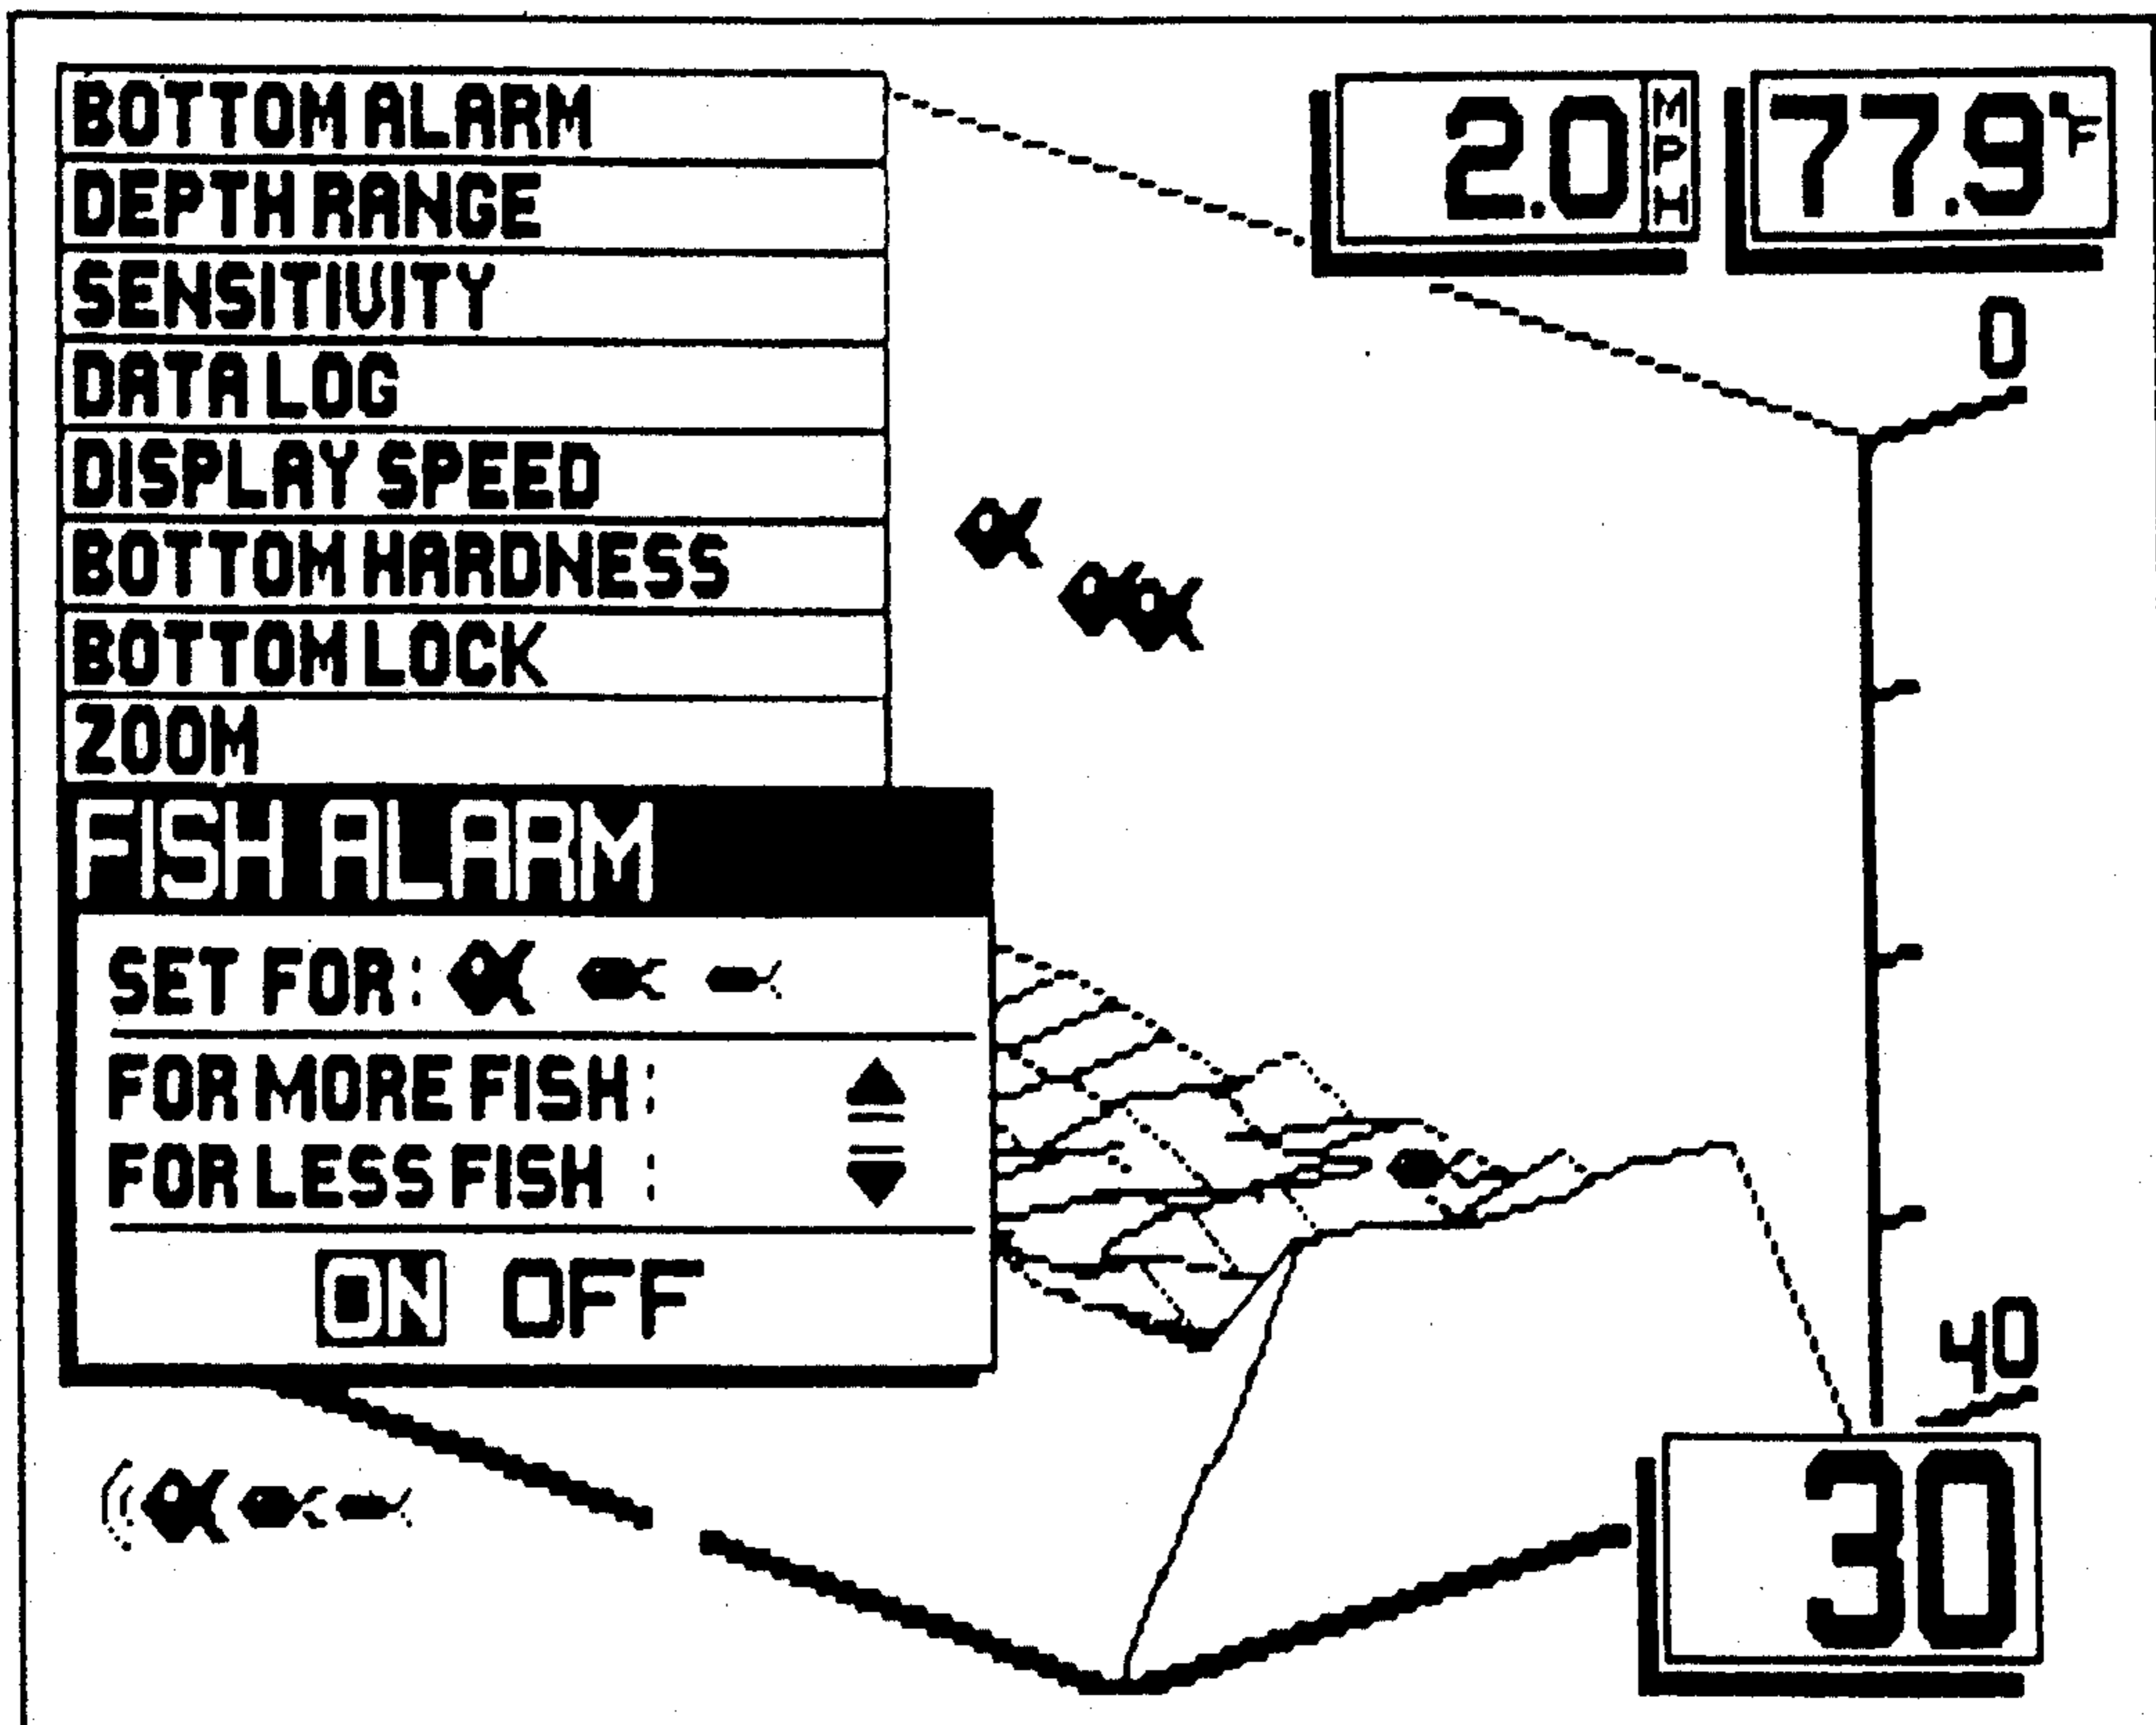 BOTTOM ALARM
DEPTH RANGE
SENSITIVITY
DATA LOG
DISPLAY SPEED
BOTTOM HARDNESS
BOTTOM LOCK
ZOOM
FISH ALARM
SET FOR:
FOR MORE FISH:
FOR LESS FISH :
ON OFF
2.0 MPH
77.9°F
0
40
30